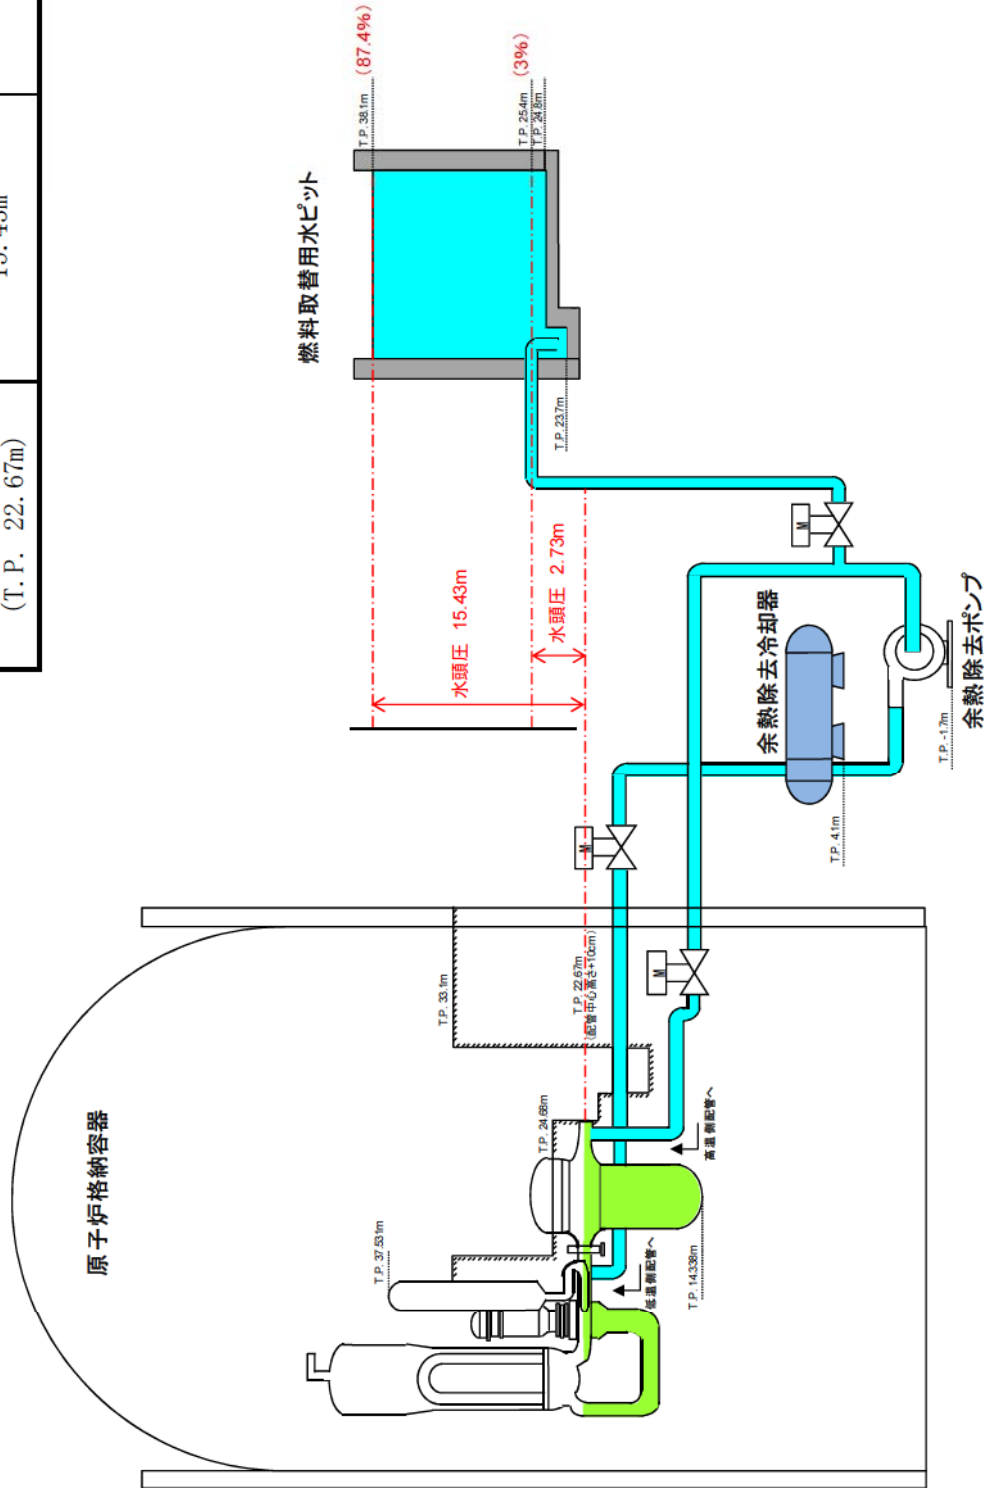 15.43m
(T.P. 22.67m)
燃料取替用水ピット
(87.4%)
T.P. 38.1m
(3%)
T.P. 25.4m
T.P. 24.8m
T.P. 23.7m
水頭圧 15.43m
水頭圧 2.73m
M
余熱除去冷却器
余熱除去ポンプ
T.P. -1.7m
T.P. 4.1m
M
M
原子炉格納容器
T.P. 33.1m
T.P. 22.67m
(配管中心高さ+10cm)
T.P. 24.68m
T.P. 37.531m
高温側配管へ
低温側配管へ
T.P. 14.338m